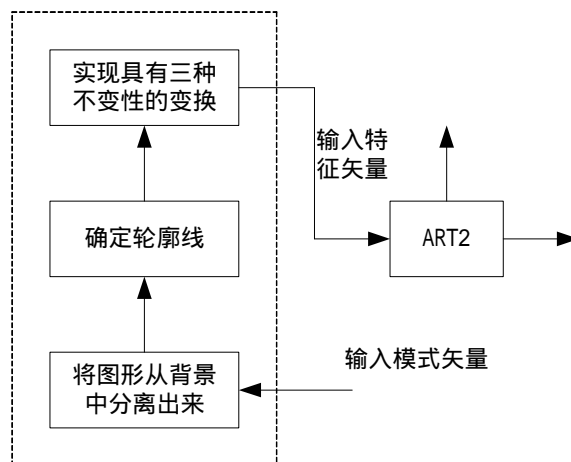 实现具有三种
不变性的变换
输入特
征矢量
确定轮廓线
ART2
将图形从背景
中分离出来
输入模式矢量